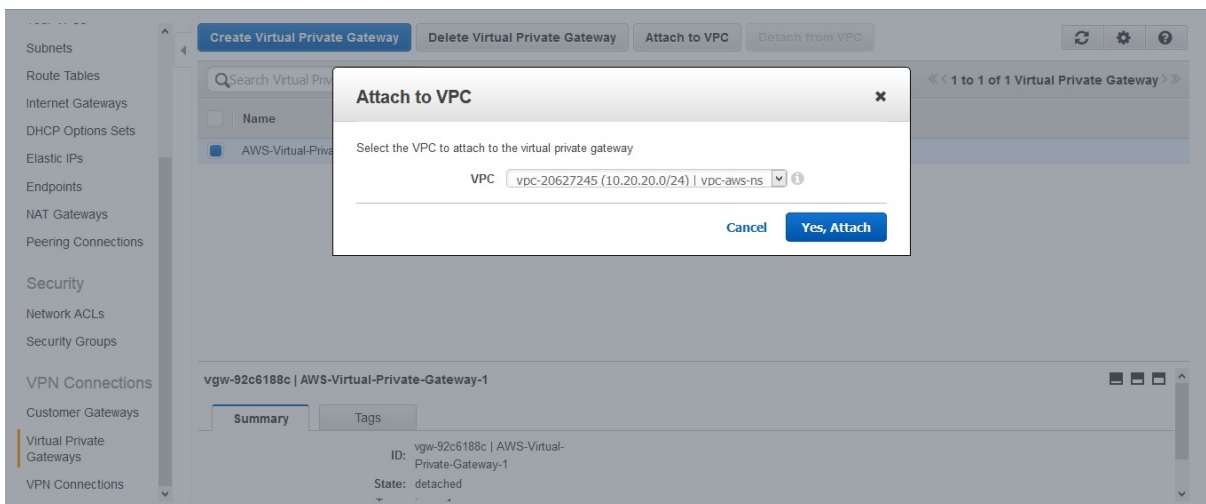 Subnets
Route Tables
Internet Gateways
DHCP Options Sets
Elastic IPs
Endpoints
NAT Gateways
Peering Connections
Security
Network ACLs
Security Groups
VPN Connections
Customer Gateways
Virtual Private
Gateways
VPN Connections
Create Virtual Private Gateway Delete Virtual Private Gateway Attach to VPC Detach from VPC
Search Virtual Priv
<< < 1 to 1 of 1 Virtual Private Gateway > >>
Name
AWS-Virtual-Priva
Attach to VPC
Select the VPC to attach to the virtual private gateway
VPC vpc-20627245 (10.20.20.0/24) | vpc-aws-ns
Cancel Yes, Attach
vgw-92c6188c | AWS-Virtual-Private-Gateway-1
Summary Tags
ID: vgw-92c6188c | AWS-Virtual-
Private-Gateway-1
State: detached